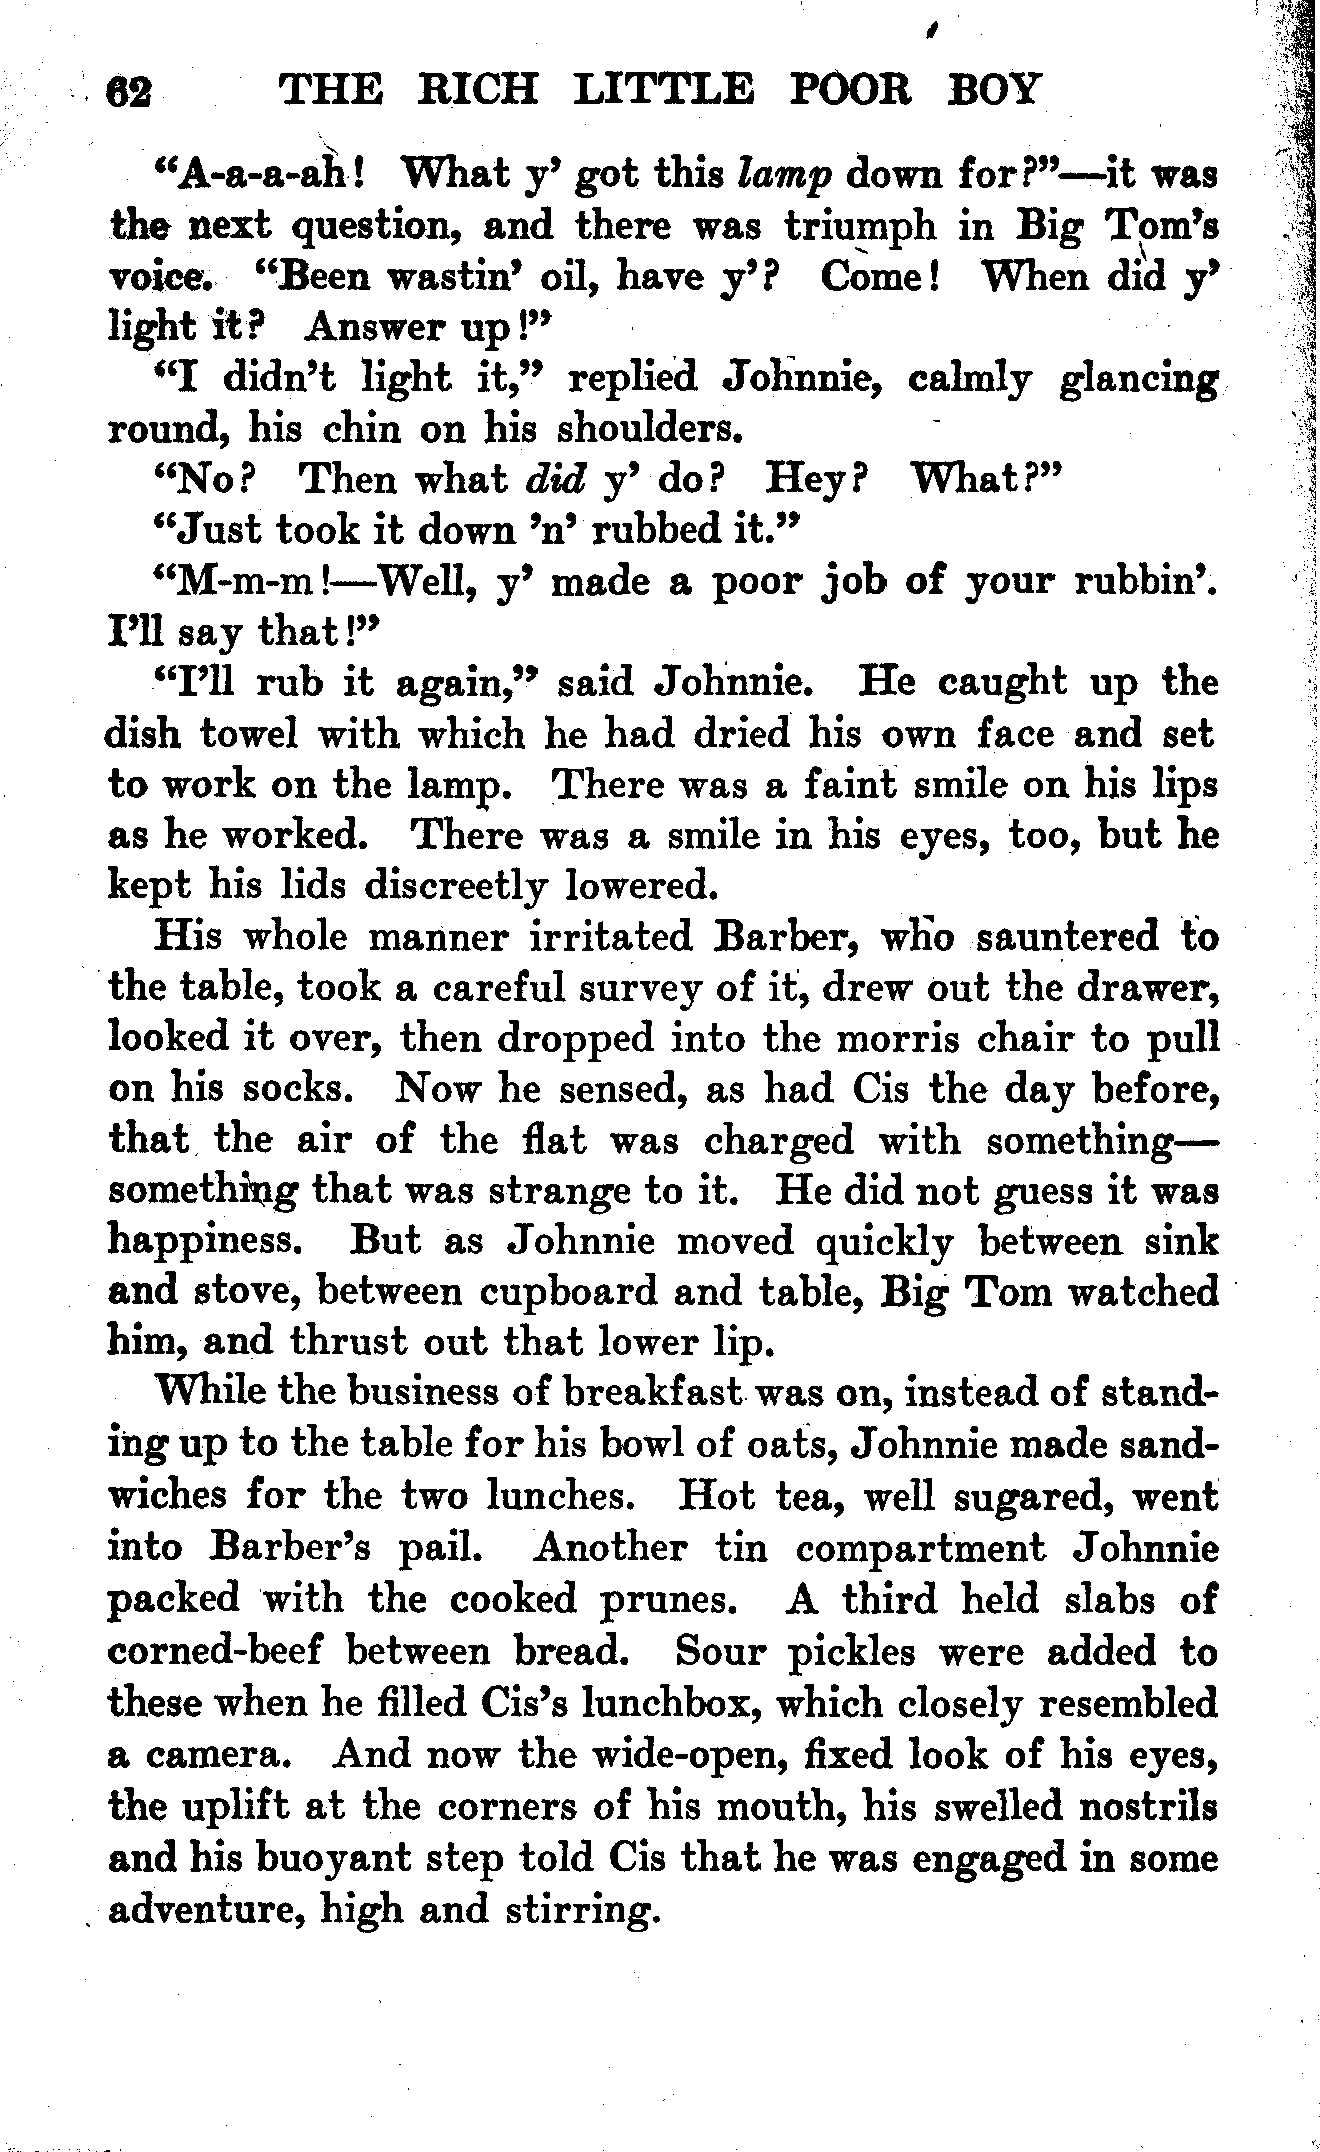 62 THE RICH LITTLE POOR BOY
“A-a-a-ah! What y’ got this lamp down for?”—it was
the next question, and there was triumph in Big Tom’s
voice. “Been wastin’ oil, have y’? Come! When did y’
light it? Answer up!”
“I didn’t light it,” replied Johnnie, calmly glancing
round, his chin on his shoulders.
“No? Then what did y’ do? Hey? What?”
“Just took it down ’n’ rubbed it.”
“M-m-m!—Well, y’ made a poor job of your rubbin’.
I’ll say that!”
“I’ll rub it again,” said Johnnie. He caught up the
dish towel with which he had dried his own face and set
to work on the lamp. There was a faint smile on his lips
as he worked. There was a smile in his eyes, too, but he
kept his lids discreetly lowered.
His whole manner irritated Barber, who sauntered to
the table, took a careful survey of it, drew out the drawer,
looked it over, then dropped into the morris chair to pull
on his socks. Now he sensed, as had Cis the day before,
that the air of the flat was charged with something—
something that was strange to it. He did not guess it was
happiness. But as Johnnie moved quickly between sink
and stove, between cupboard and table, Big Tom watched
him, and thrust out that lower lip.
While the business of breakfast was on, instead of stand-
ing up to the table for his bowl of oats, Johnnie made sand-
wiches for the two lunches. Hot tea, well sugared, went
into Barber’s pail. Another tin compartment Johnnie
packed with the cooked prunes. A third held slabs of
corned-beef between bread. Sour pickles were added to
these when he filled Cis’s lunchbox, which closely resembled
a camera. And now the wide-open, fixed look of his eyes,
the uplift at the corners of his mouth, his swelled nostrils
and his buoyant step told Cis that he was engaged in some
adventure, high and stirring.